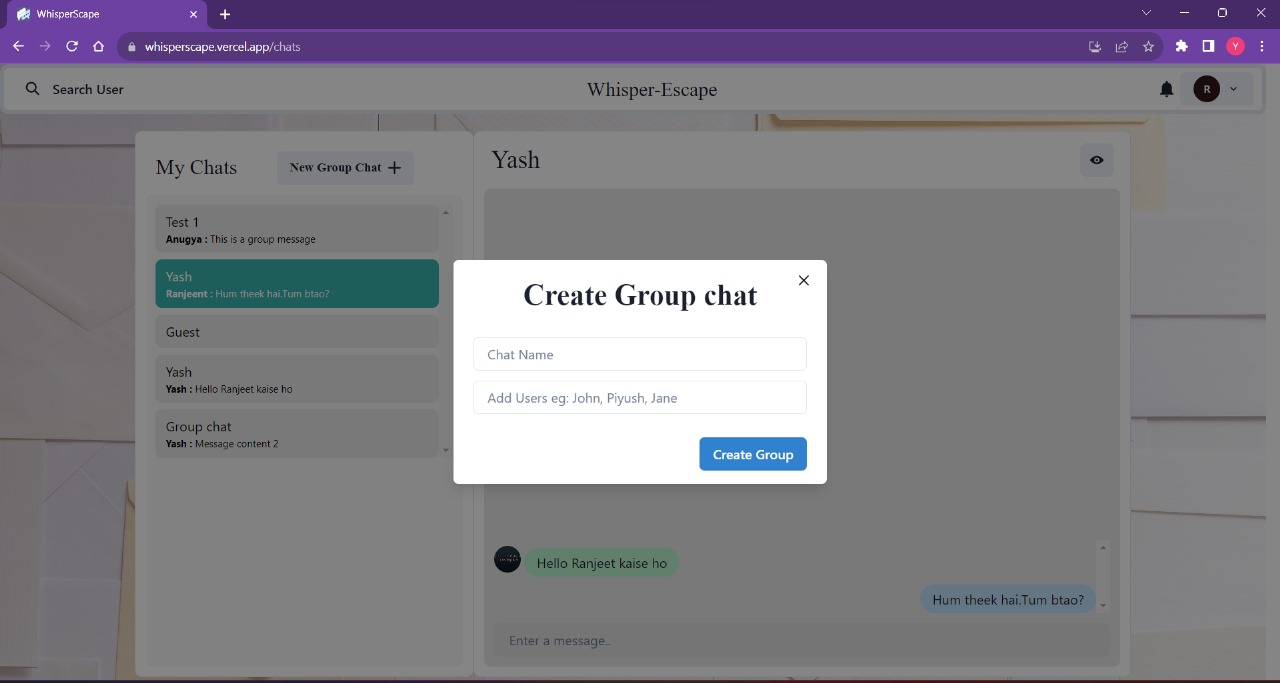 WhisperScape
whisperscape.vercel.app/chats
Y
Search User
Whisper-Escape
R
My Chats
New Group Chat +
Test 1
Anugya : This is a group message
Yash
Ranjeent : Hum theek hai.Tum btao?
Guest
Yash
Yash : Hello Ranjeet kaise ho
Group chat
Yash : Message content 2
Yash
Create Group chat
Chat Name
Add Users eg: John, Piyush, Jane
Create Group
Hello Ranjeet kaise ho
Hum theek hai.Tum btao?
Enter a message..